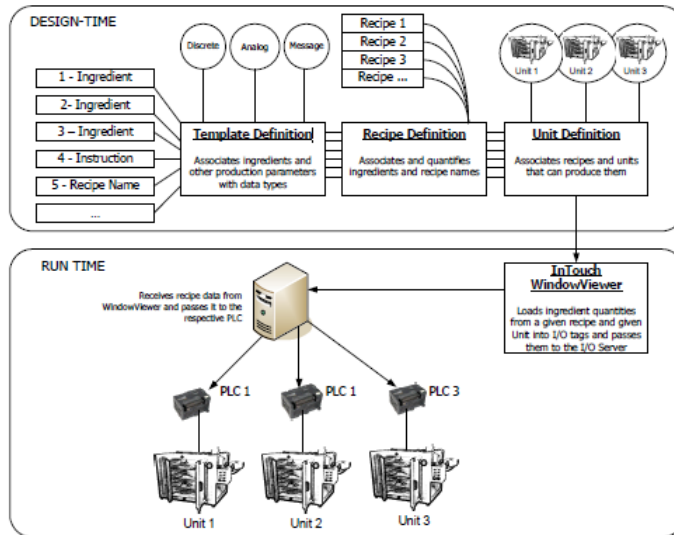 DESIGN-TIME
Discrete
Analog
Message
Recipe 1
Recipe 2
Recipe 3
Recipe ...
Unit 1
Unit 2
Unit 3
1 - Ingredient
2- Ingredient
3 – Ingredient
4 - Instruction
5 - Recipe Name
...
Template Definition
Associates ingredients and
other production parameters
with data types
Recipe Definition
Associates and quantifies
ingredients and recipe names
Unit Definition
Associates recipes and units
that can produce them
RUN TIME
InTouch
WindowViewer
Loads ingredient quantities
from a given recipe and given
Unit into I/O tags and passes
them to the I/O Server
Receives recipe data from
WindowViewer and passes it to the
respective PLC
PLC 1
PLC 1
PLC 3
Unit 1
Unit 2
Unit 3